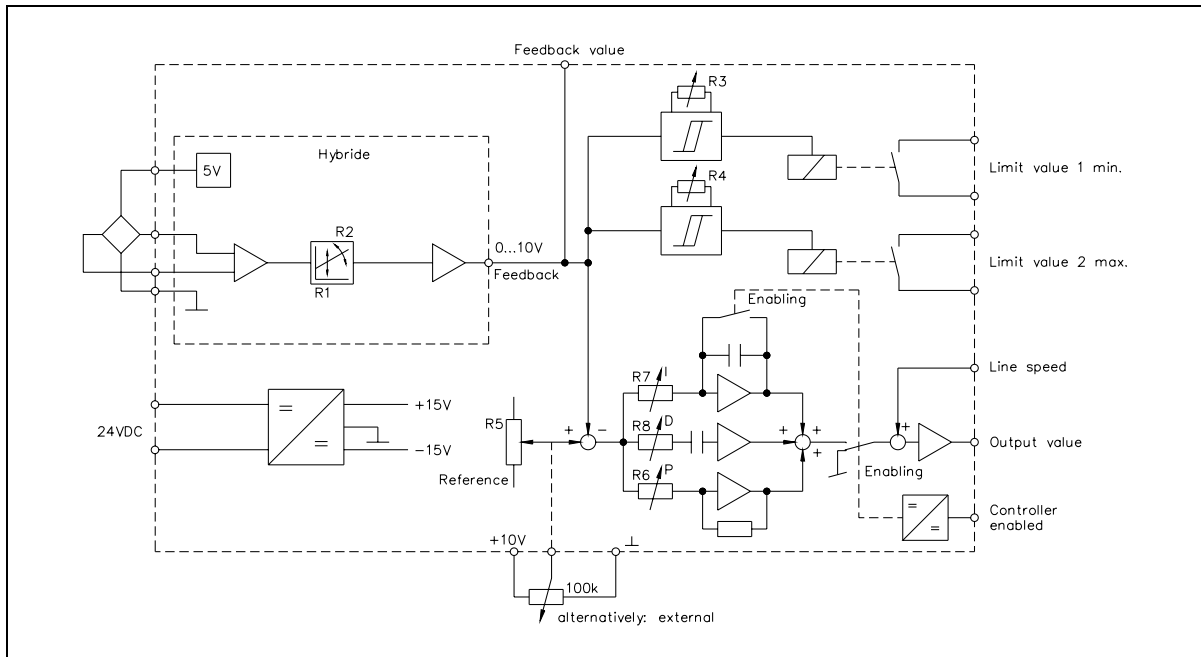 Feedback value
R3
Hybride
5V
Limit value 1 min.
R4
R2
0...10V
Feedback
R1
Limit value 2 max.
Enabling
Line speed
R7 I
+15V
R5
24VDC
+ -
R8 D
+ +
+
+
Output value
-15V
Enabling
Reference
R6 P
Controller
enabled
+10V
100k
alternatively: external